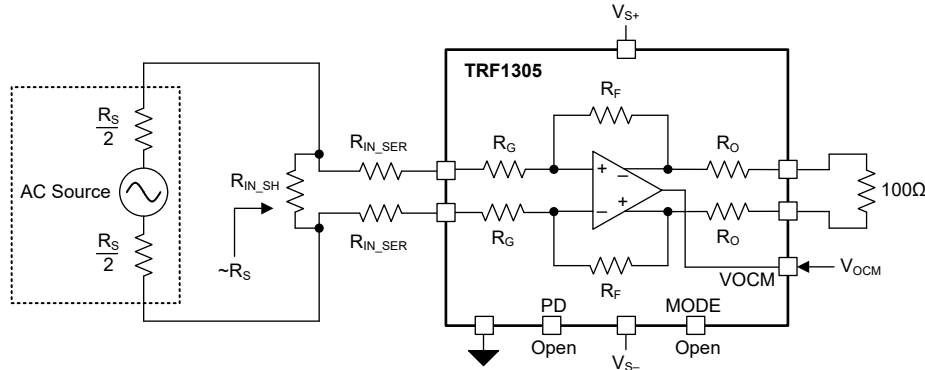 V_S+
TRF1305
R_F
R_S
2
R_IN_SER
R_G
R_O
AC Source
R_IN_SH
+
−
−
+
100Ω
R_S
2
R_IN_SER
R_G
R_O
~R_S
R_F
VOCM
V_OCM
PD
MODE
Open
Open
V_S−